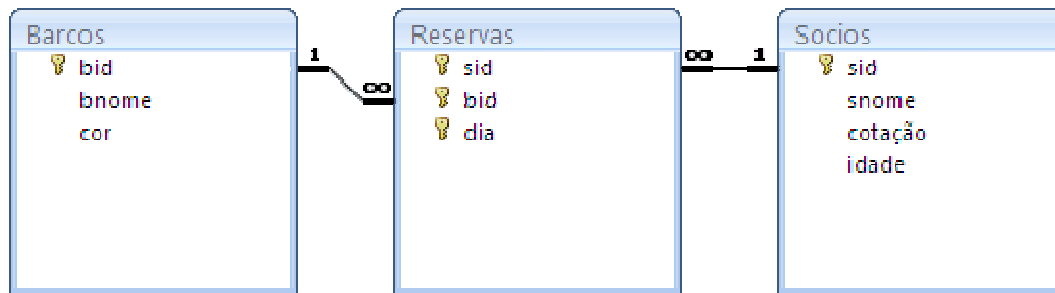 Barcos
bid
bnome
cor
1
∞
Reservas
sid
bid
dia
∞
1
Socios
sid
snome
cotação
idade